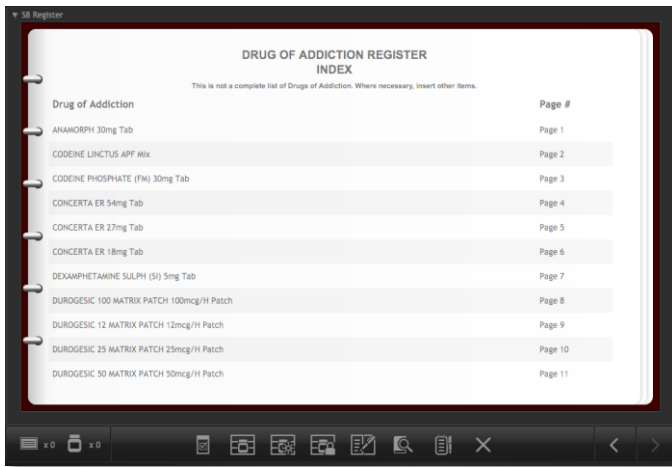 S8 Register
DRUG OF ADDICTION REGISTER
INDEX
This is not a complete list of Drugs of Addiction. Where necessary, insert other items.
Drug of Addiction Page #
ANAMORPH 30mg Tab Page 1
CODEINE LINCTUS APF Mix Page 2
CODEINE PHOSPHATE (FM) 30mg Tab Page 3
CONCERTA ER 54mg Tab Page 4
CONCERTA ER 27mg Tab Page 5
CONCERTA ER 18mg Tab Page 6
DEXAMPHETAMINE SULPH (SI) 5mg Tab Page 7
DUROGESIC 100 MATRIX PATCH 100mcg/H Patch Page 8
DUROGESIC 12 MATRIX PATCH 12mcg/H Patch Page 9
DUROGESIC 25 MATRIX PATCH 25mcg/H Patch Page 10
DUROGESIC 50 MATRIX PATCH 50mcg/H Patch Page 11
x 0 x 0